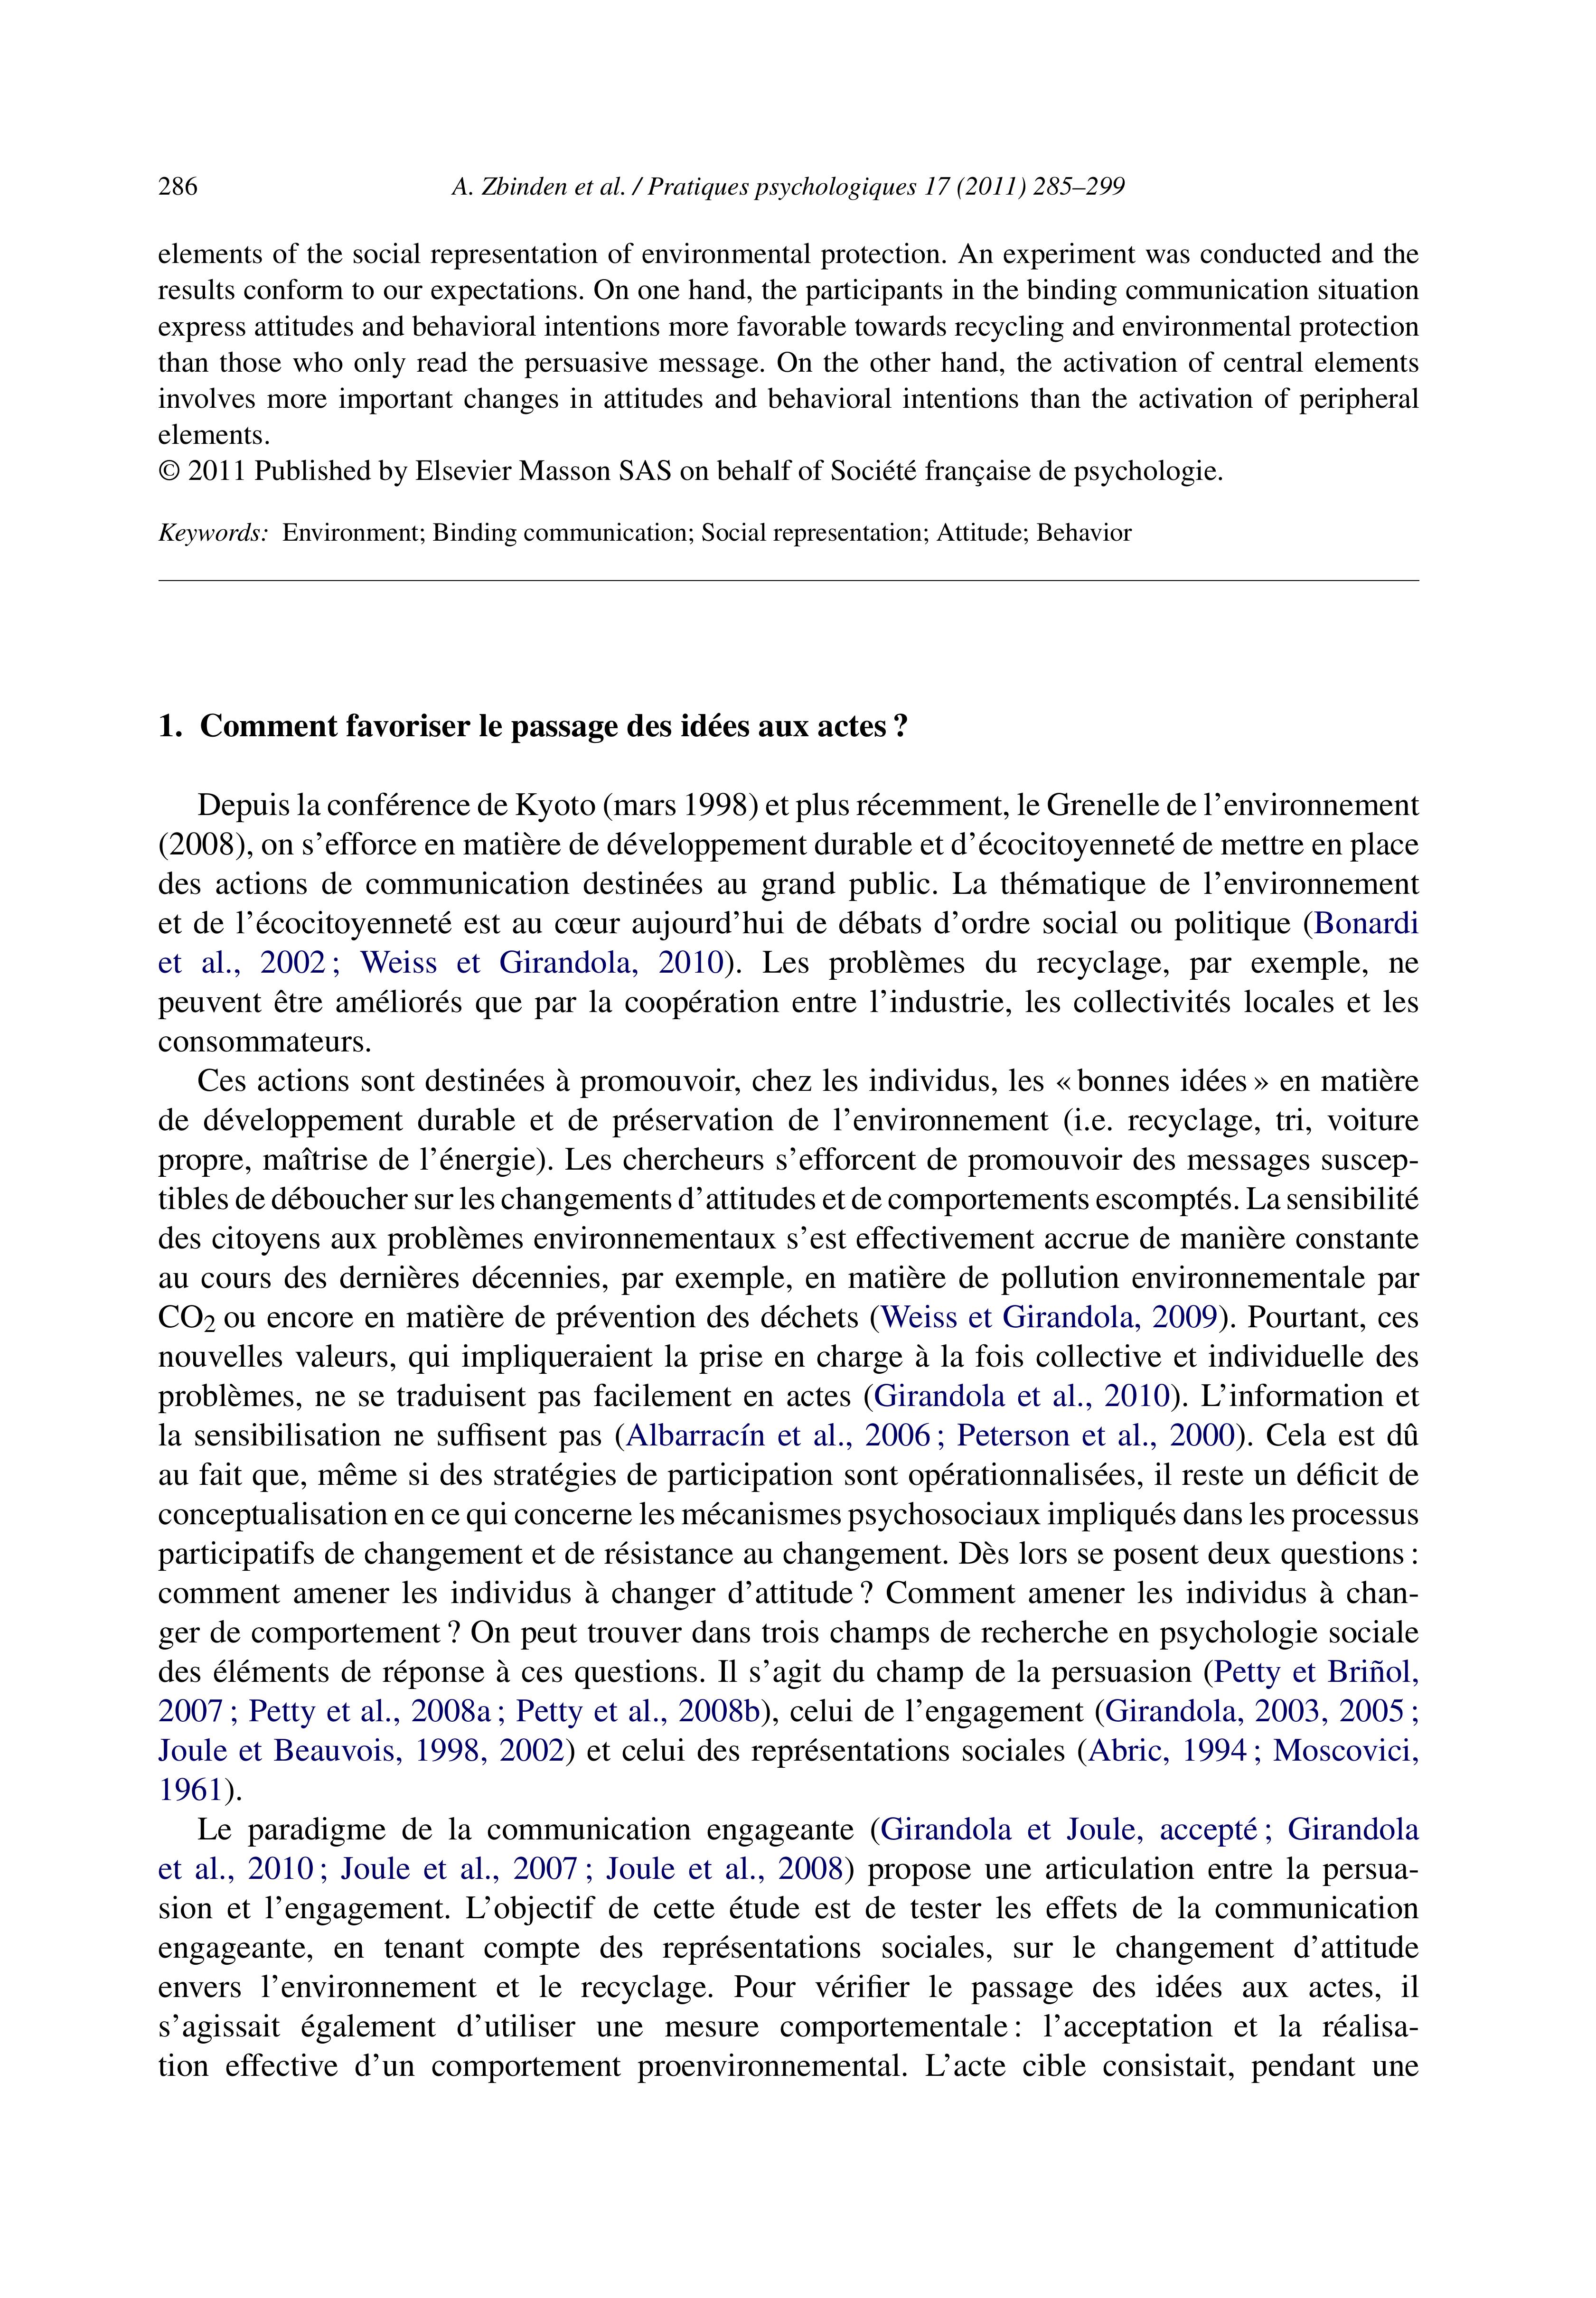 286
A. Zbinden et al. / Pratiques psychologiques 17 (2011) 285–299
elements of the social representation of environmental protection. An experiment was conducted and the
results conform to our expectations. On one hand, the participants in the binding communication situation
express attitudes and behavioral intentions more favorable towards recycling and environmental protection
than those who only read the persuasive message. On the other hand, the activation of central elements
involves more important changes in attitudes and behavioral intentions than the activation of peripheral
elements.
© 2011 Published by Elsevier Masson SAS on behalf of Société française de psychologie.
Keywords: Environment; Binding communication; Social representation; Attitude; Behavior
1. Comment favoriser le passage des idées aux actes ?
Depuis la conférence de Kyoto (mars 1998) et plus récemment, le Grenelle de l'environnement
(2008), on s'efforce en matière de développement durable et d'écocitoyenneté de mettre en place
des actions de communication destinées au grand public. La thématique de l'environnement
et de l'écocitoyenneté est au cœur aujourd'hui de débats d'ordre social ou politique (Bonardi
et al., 2002 ; Weiss et Girandola, 2010). Les problèmes du recyclage, par exemple, ne
peuvent être améliorés que par la coopération entre l'industrie, les collectivités locales et les
consommateurs.
Ces actions sont destinées à promouvoir, chez les individus, les « bonnes idées » en matière
de développement durable et de préservation de l'environnement (i.e. recyclage, tri, voiture
propre, maîtrise de l'énergie). Les chercheurs s'efforcent de promouvoir des messages suscep-
tibles de déboucher sur les changements d'attitudes et de comportements escomptés. La sensibilité
des citoyens aux problèmes environnementaux s'est effectivement accrue de manière constante
au cours des dernières décennies, par exemple, en matière de pollution environnementale par
CO₂ ou encore en matière de prévention des déchets (Weiss et Girandola, 2009). Pourtant, ces
nouvelles valeurs, qui impliqueraient la prise en charge à la fois collective et individuelle des
problèmes, ne se traduisent pas facilement en actes (Girandola et al., 2010). L'information et
la sensibilisation ne suffisent pas (Albarracín et al., 2006 ; Peterson et al., 2000). Cela est dû
au fait que, même si des stratégies de participation sont opérationnalisées, il reste un déficit de
conceptualisation en ce qui concerne les mécanismes psychosociaux impliqués dans les processus
participatifs de changement et de résistance au changement. Dès lors se posent deux questions :
comment amener les individus à changer d'attitude ? Comment amener les individus à chan-
ger de comportement ? On peut trouver dans trois champs de recherche en psychologie sociale
des éléments de réponse à ces questions. Il s'agit du champ de la persuasion (Petty et Briñol,
2007 ; Petty et al., 2008a ; Petty et al., 2008b), celui de l'engagement (Girandola, 2003, 2005 ;
Joule et Beauvois, 1998, 2002) et celui des représentations sociales (Abric, 1994 ; Moscovici,
1961).
Le paradigme de la communication engageante (Girandola et Joule, accepté ; Girandola
et al., 2010 ; Joule et al., 2007 ; Joule et al., 2008) propose une articulation entre la persua-
sion et l'engagement. L'objectif de cette étude est de tester les effets de la communication
engageante, en tenant compte des représentations sociales, sur le changement d'attitude
envers l'environnement et le recyclage. Pour vérifier le passage des idées aux actes, il
s'agissait également d'utiliser une mesure comportementale : l'acceptation et la réalisa-
tion effective d'un comportement proenvironnemental. L'acte cible consistait, pendant une